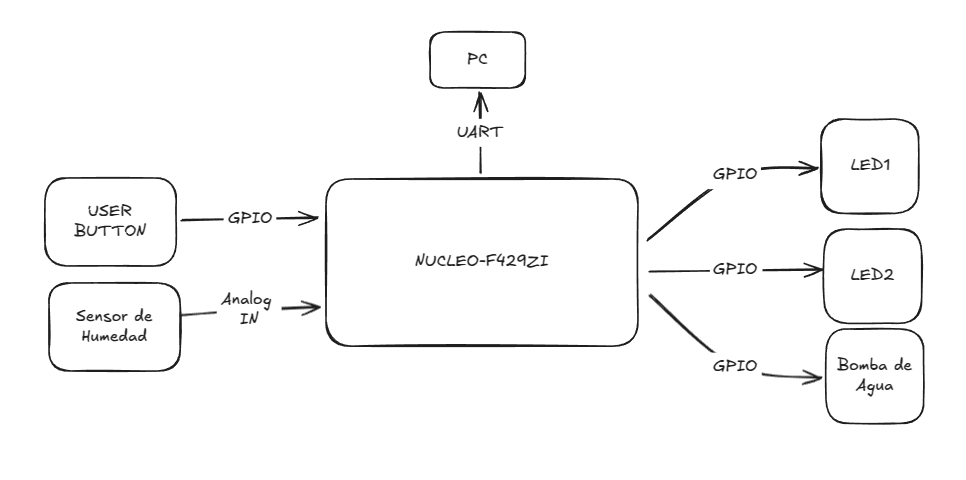 PC
UART
USER
BUTTON
GPIO
Sensor de
Humedad
Analog
IN
NUCLEO-F429ZI
GPIO
LED1
GPIO
LED2
GPIO
Bomba de
Agua